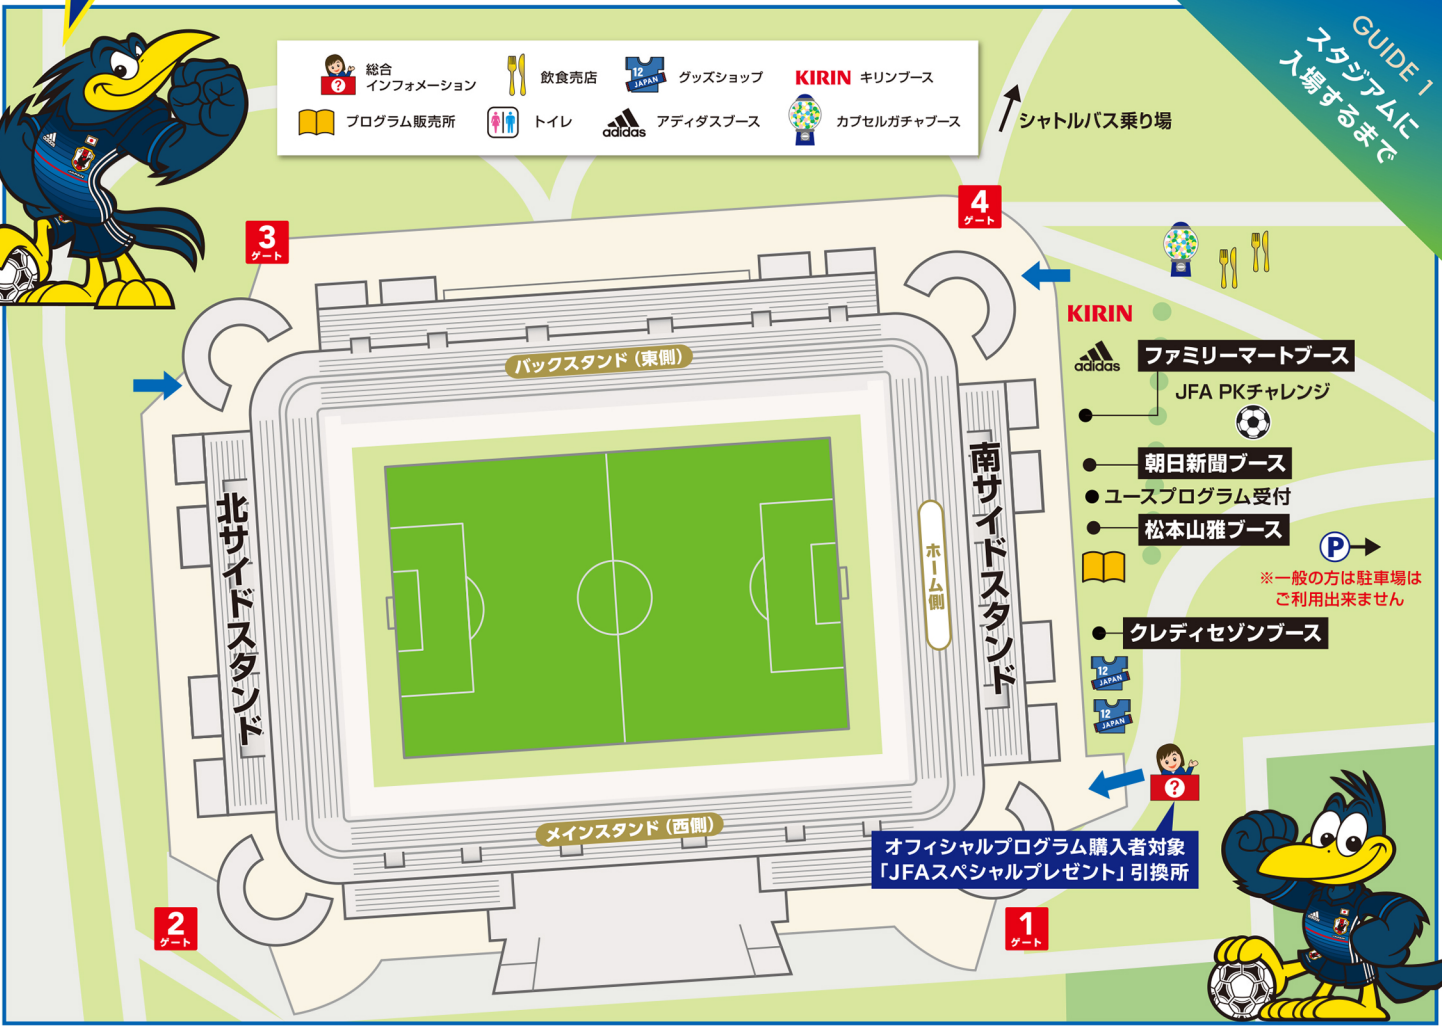 GUIDE 1
スタジアムに
入場するまで
総合
インフォメーション
飲食売店
12
JAPAN
グッズショップ
KIRIN キリンブース
プログラム販売所
トイレ
adidas
アディダスブース
カプセルガチャブース
シャトルバス乗り場
3
ゲート
4
ゲート
バックスタンド(東側)
KIRIN
adidas
ファミリーマートブース
JFA PKチャレンジ
朝日新聞ブース
ユースプログラム受付
松本山雅ブース
P
※一般の方は駐車場は
ご利用出来ません
クレディセゾンブース
12
JAPAN
12
JAPAN
北サイドスタンド
南サイドスタンド
ホーム側
メインスタンド(西側)
?
オフィシャルプログラム購入者対象
「JFAスペシャルプレゼント」引換所
2
ゲート
1
ゲート